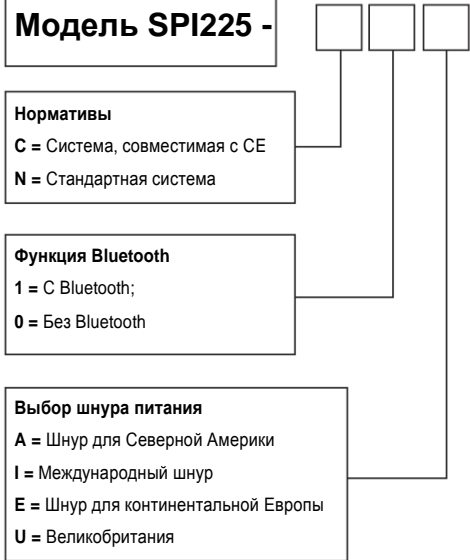 Модель SPI225 -
Нормативы
C = Система, совместимая с CE
N = Стандартная система
Функция Bluetooth
1 = С Bluetooth;
0 = Без Bluetooth
Выбор шнура питания
A = Шнур для Северной Америки
I = Международный шнур
E = Шнур для континентальной Европы
U = Великобритания